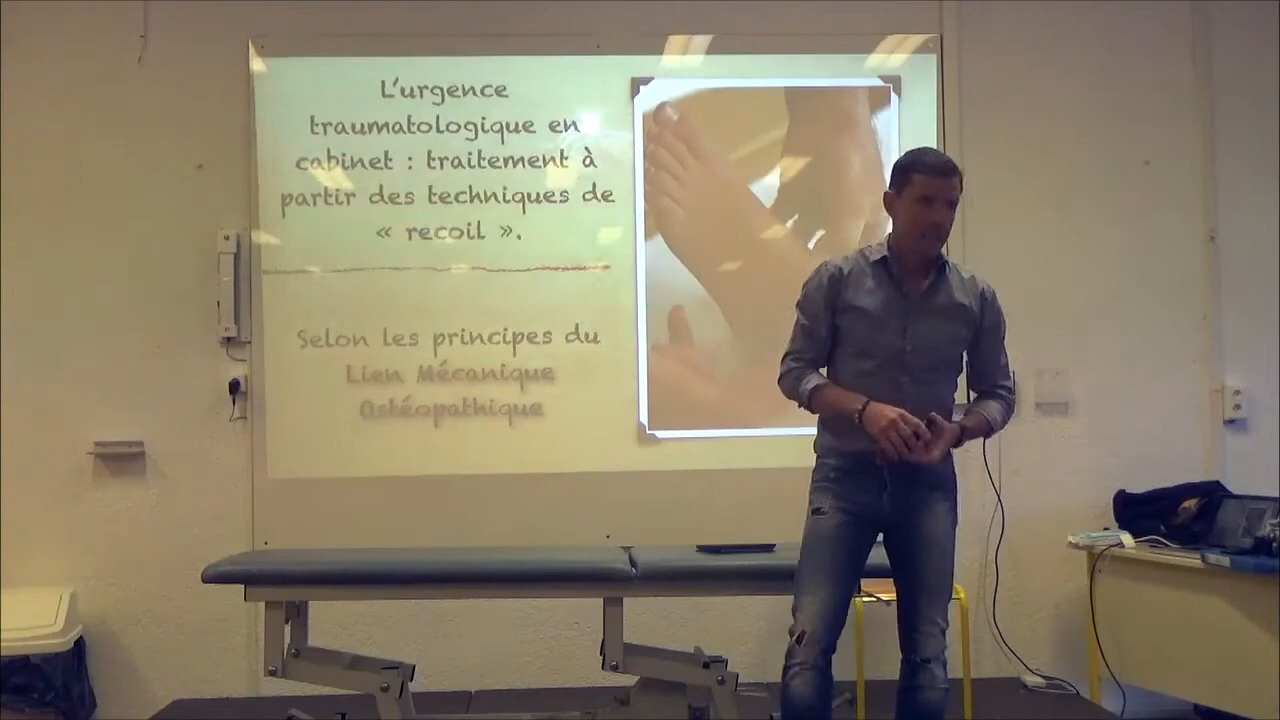 L'urgence
traumatologique en
cabinet : traitement à
partir des techniques de
« recoil ».
Selon les principes du
Lien Mécanique
Ostéopathique